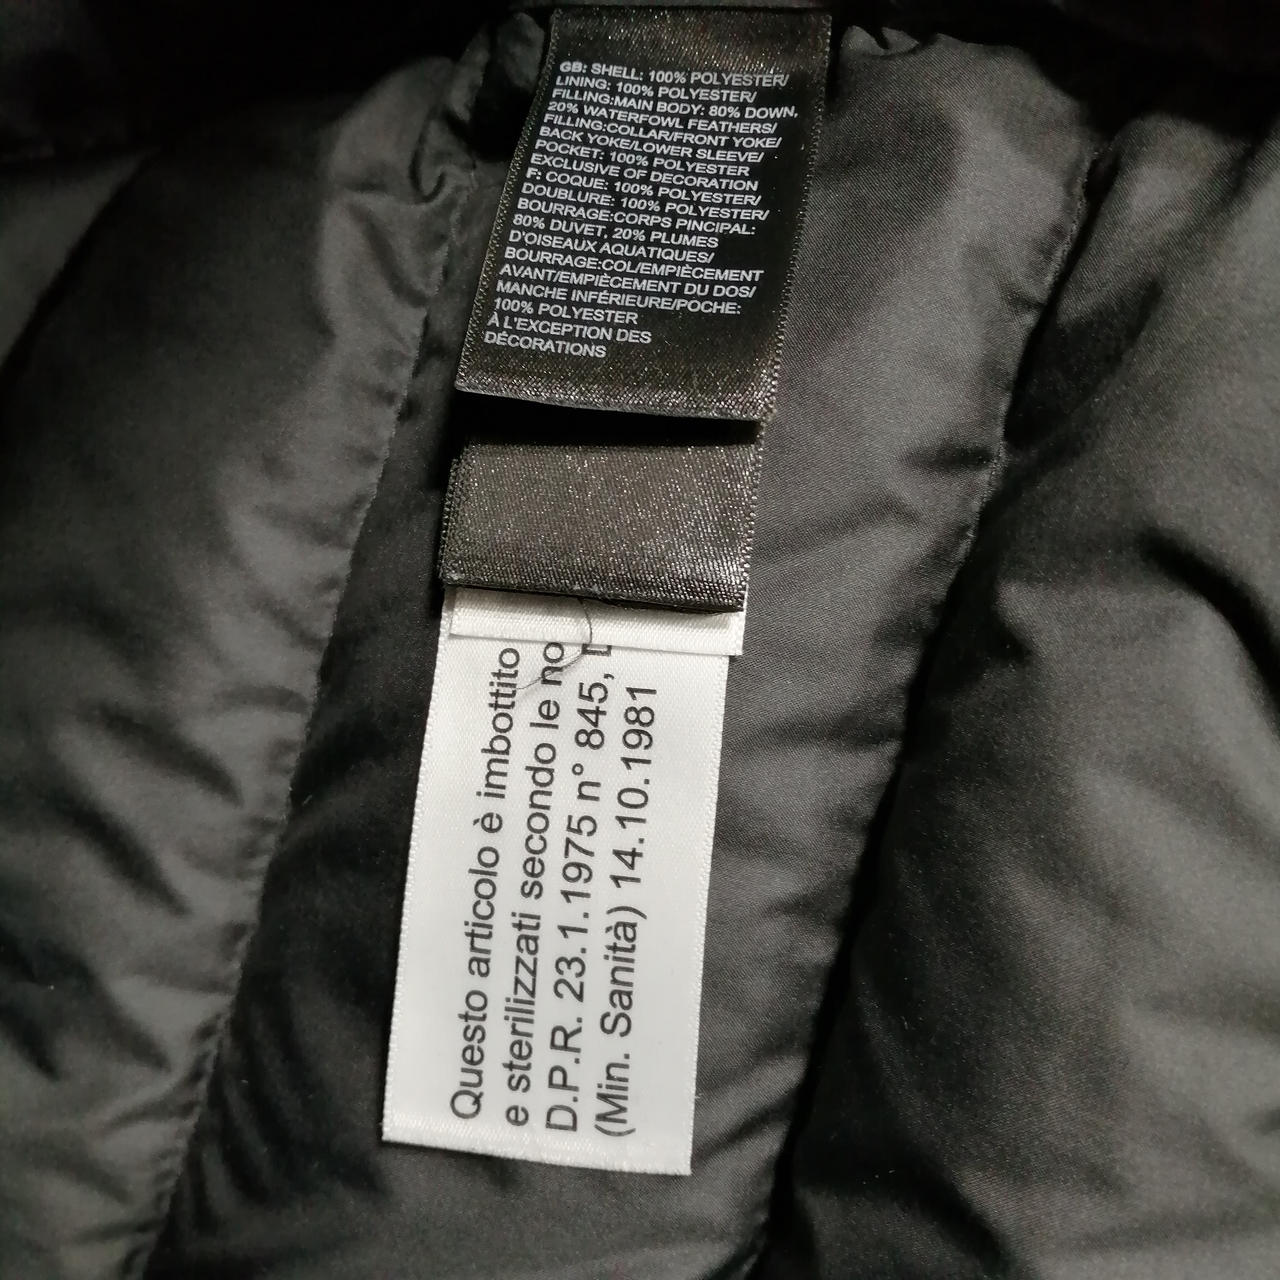 GB: SHELL: 100% POLYESTER/
LINING: 100% POLYESTER/
FILLING:MAIN BODY: 80% DOWN,
20% WATERFOWL FEATHERS/
FILLING:COLLAR/FRONT YOKE/
BACK YOKE/LOWER SLEEVE/
POCKET: 100% POLYESTER
EXCLUSIVE OF DECORATION
F: COQUE: 100% POLYESTER/
DOUBLURE: 100% POLYESTER/
BOURRAGE:CORPS PINCIPAL:
80% DUVET, 20% PLUMES
D'OISEAUX AQUATIQUES/
BOURRAGE:COL/EMPIÈCEMENT
AVANT/EMPIÈCEMENT DU DOS/
MANCHE INFÉRIEURE/POCHE:
100% POLYESTER
À L'EXCEPTION DES
DÉCORATIONS
Questo articolo è imbottito
e sterilizzati secondo le no
D.P.R. 23.1.1975 n° 845,
(Min. Sanità) 14.10.1981